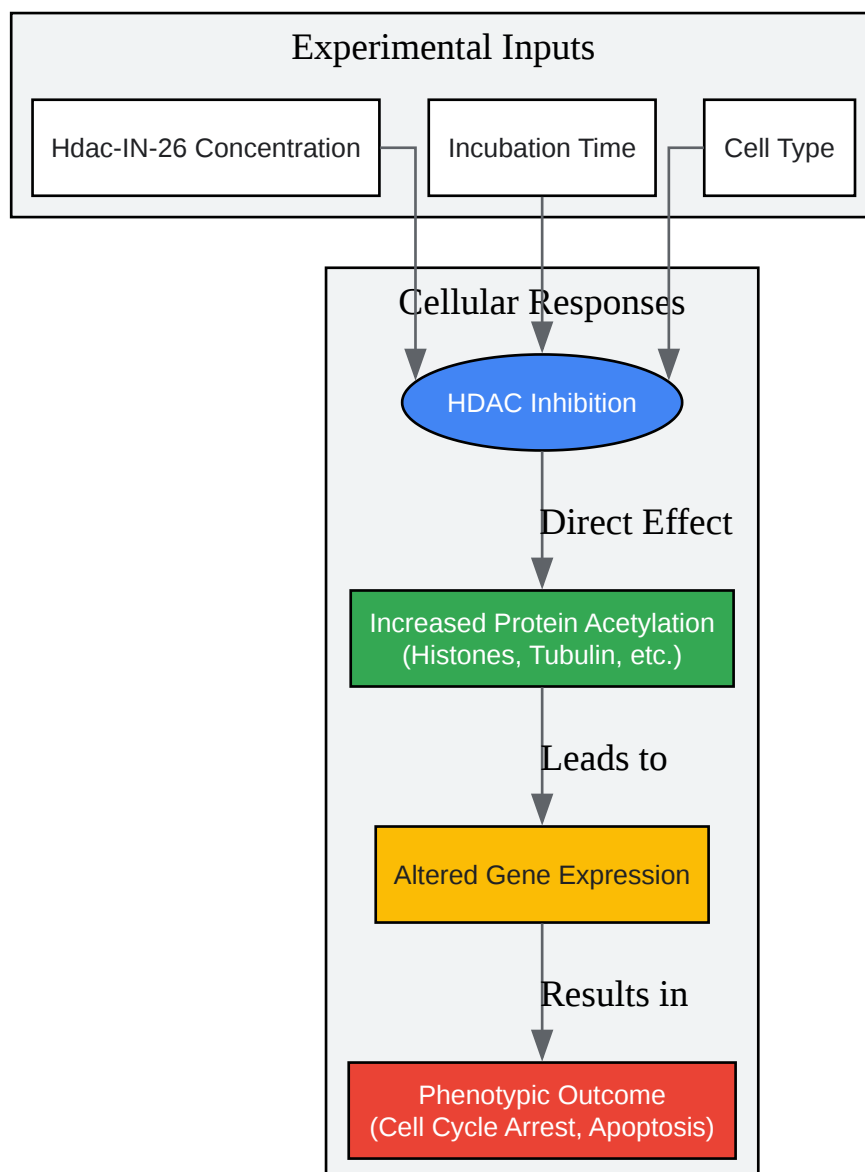 Experimental Inputs
Hdac-IN-26 Concentration
Incubation Time
Cell Type
Cellular Responses
HDAC Inhibition
Direct Effect
Increased Protein Acetylation
(Histones, Tubulin, etc.)
Leads to
Altered Gene Expression
Results in
Phenotypic Outcome
(Cell Cycle Arrest, Apoptosis)